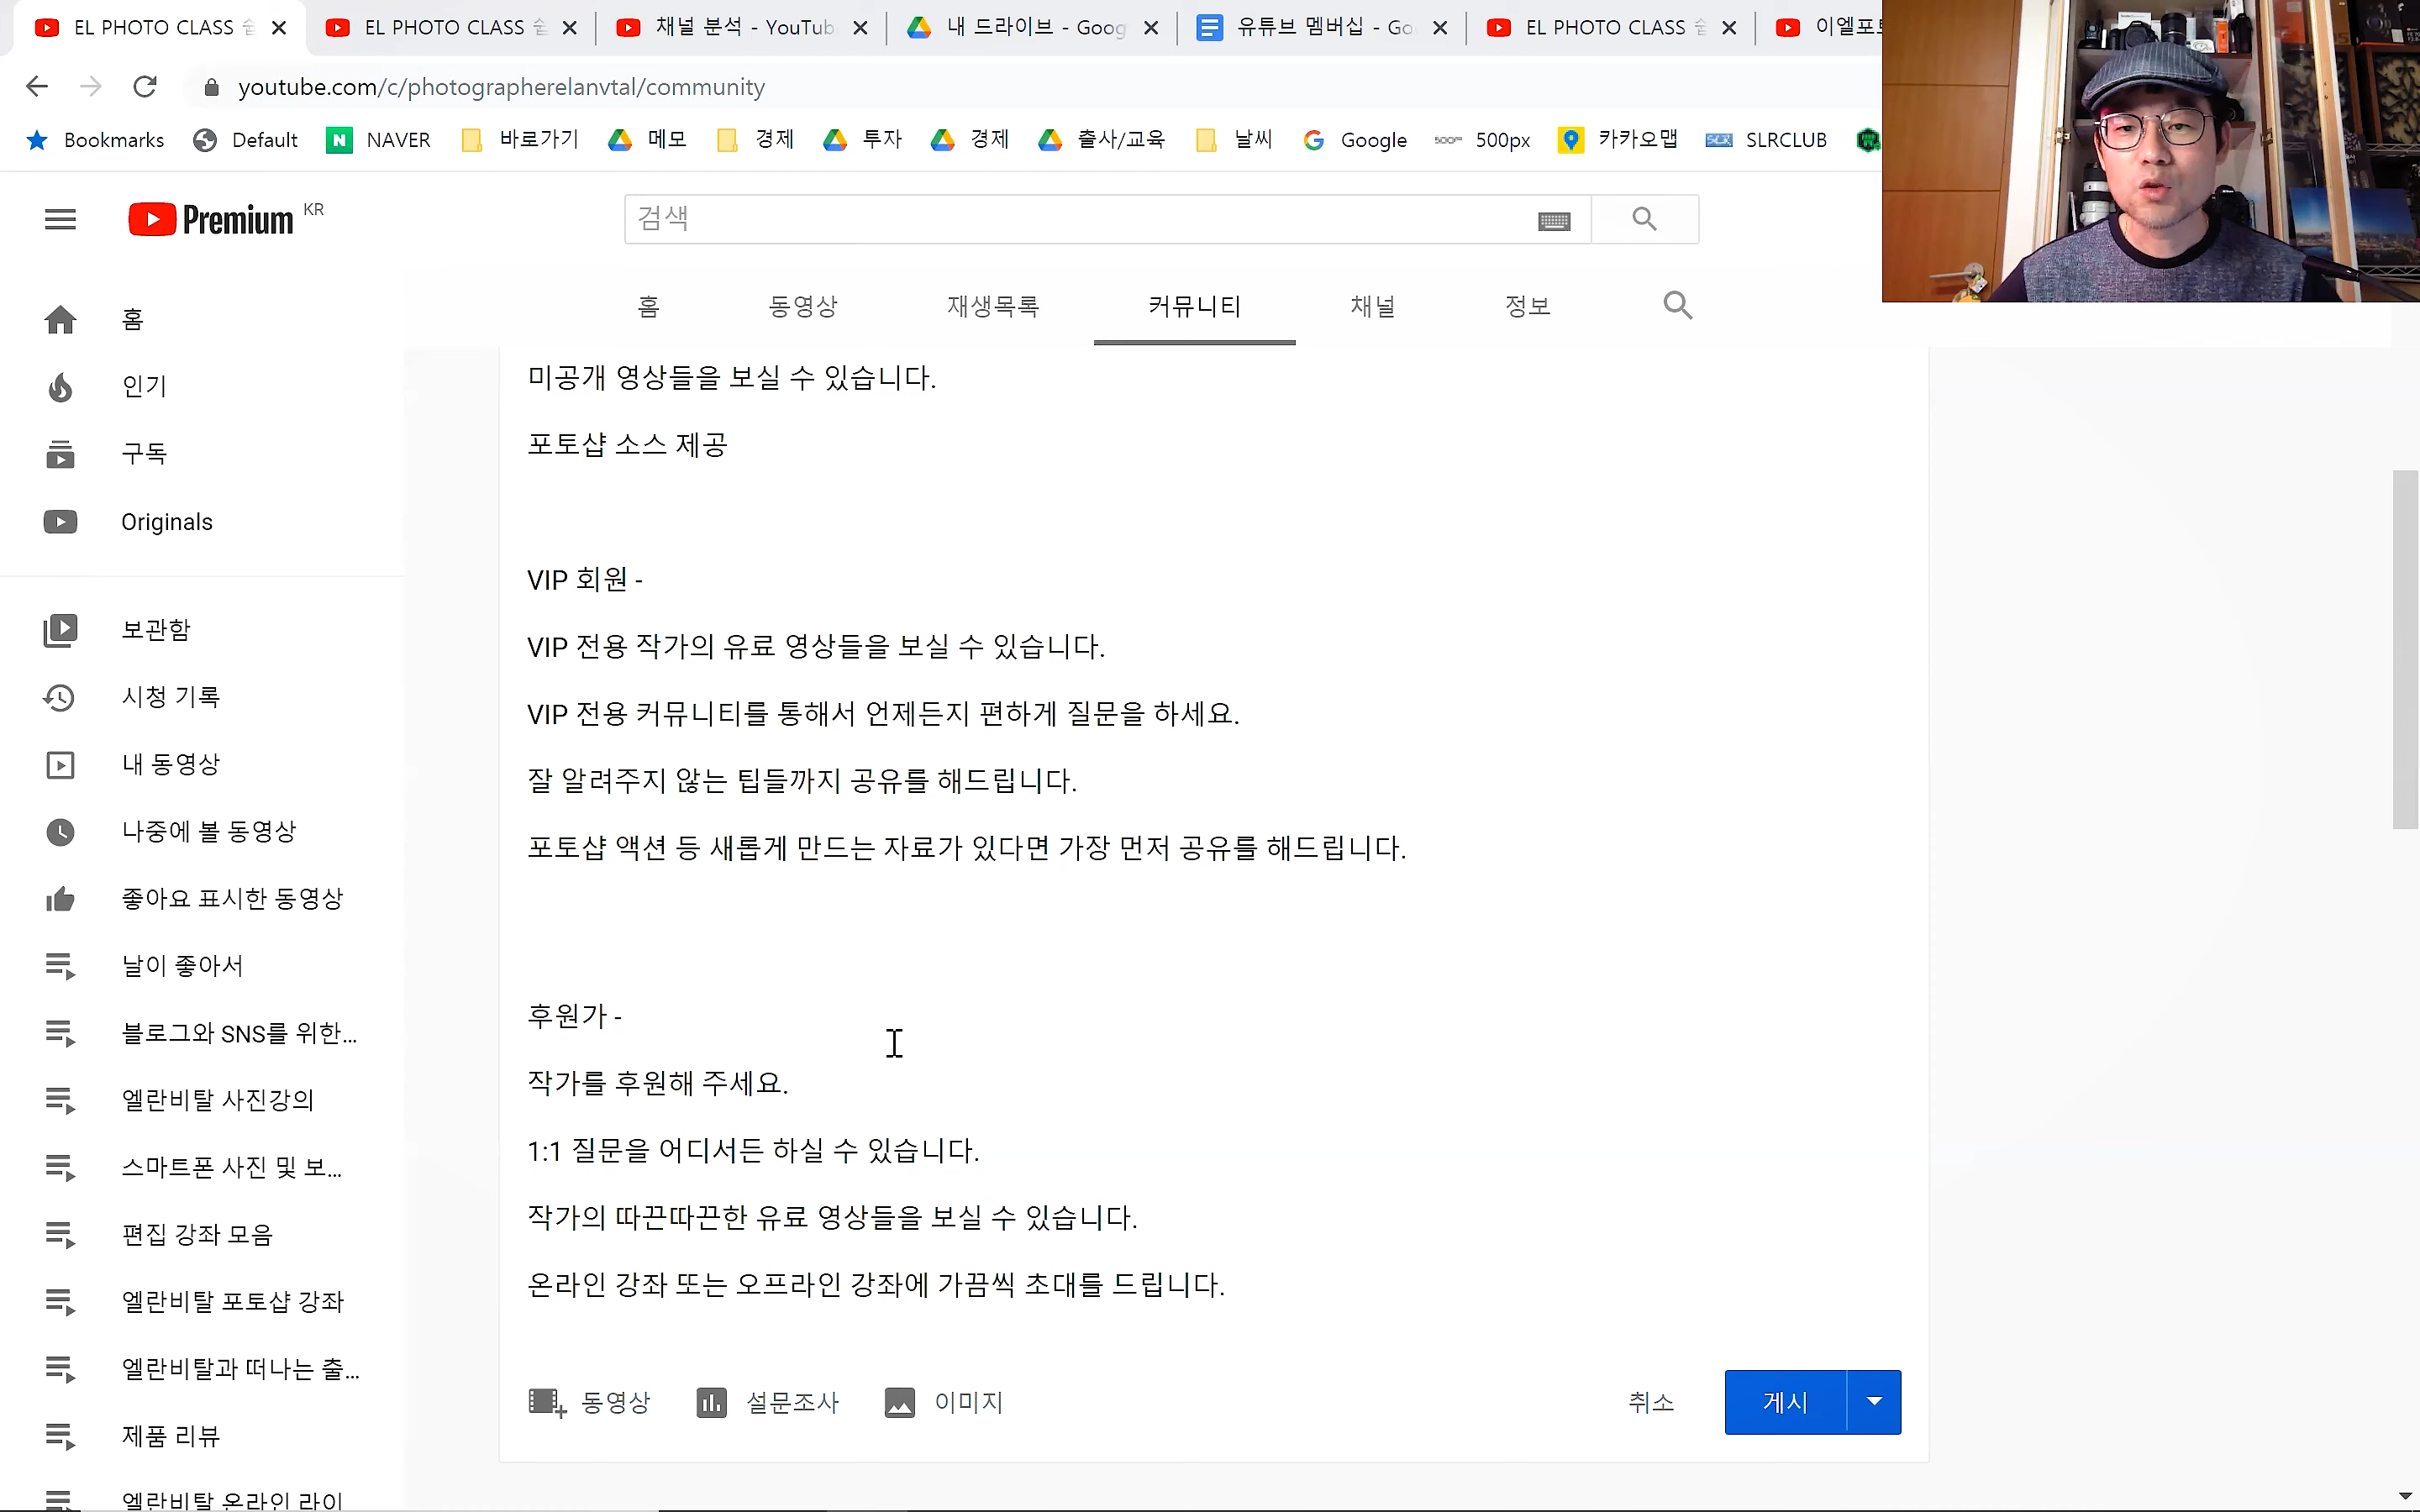 EL PHOTO CLASS
EL PHOTO CLASS
채널 분석 - YouTub
내 드라이브 - Goog
유튜브 멤버십 - Go
EL PHOTO CLASS
이엘포
youtube.com/c/photographerelanvtal/community
Bookmarks
Default
NAVER
바로가기
메모
경제
투자
경제
출사/교육
날씨
Google
500px
카카오맵
SLRCLUB
Premium KR
검색
홈
동영상
재생목록
커뮤니티
채널
정보
홈
인기
구독
Originals
보관함
시청 기록
내 동영상
나중에 볼 동영상
좋아요 표시한 동영상
날이 좋아서
블로그와 SNS를 위한...
엘란비탈 사진강의
스마트폰 사진 및 보...
편집 강좌 모음
엘란비탈 포토샵 강좌
엘란비탈과 떠나는 출...
제품 리뷰
엘란비탈 온라인 라이
미공개 영상들을 보실 수 있습니다.
포토샵 소스 제공
VIP 회원 -
VIP 전용 작가의 유료 영상들을 보실 수 있습니다.
VIP 전용 커뮤니티를 통해서 언제든지 편하게 질문을 하세요.
잘 알려주지 않는 팁들까지 공유를 해드립니다.
포토샵 액션 등 새롭게 만드는 자료가 있다면 가장 먼저 공유를 해드립니다.
후원가 -
작가를 후원해 주세요.
1:1 질문을 어디서든 하실 수 있습니다.
작가의 따끈따끈한 유료 영상들을 보실 수 있습니다.
온라인 강좌 또는 오프라인 강좌에 가끔씩 초대를 드립니다.
동영상
설문조사
이미지
취소
게시